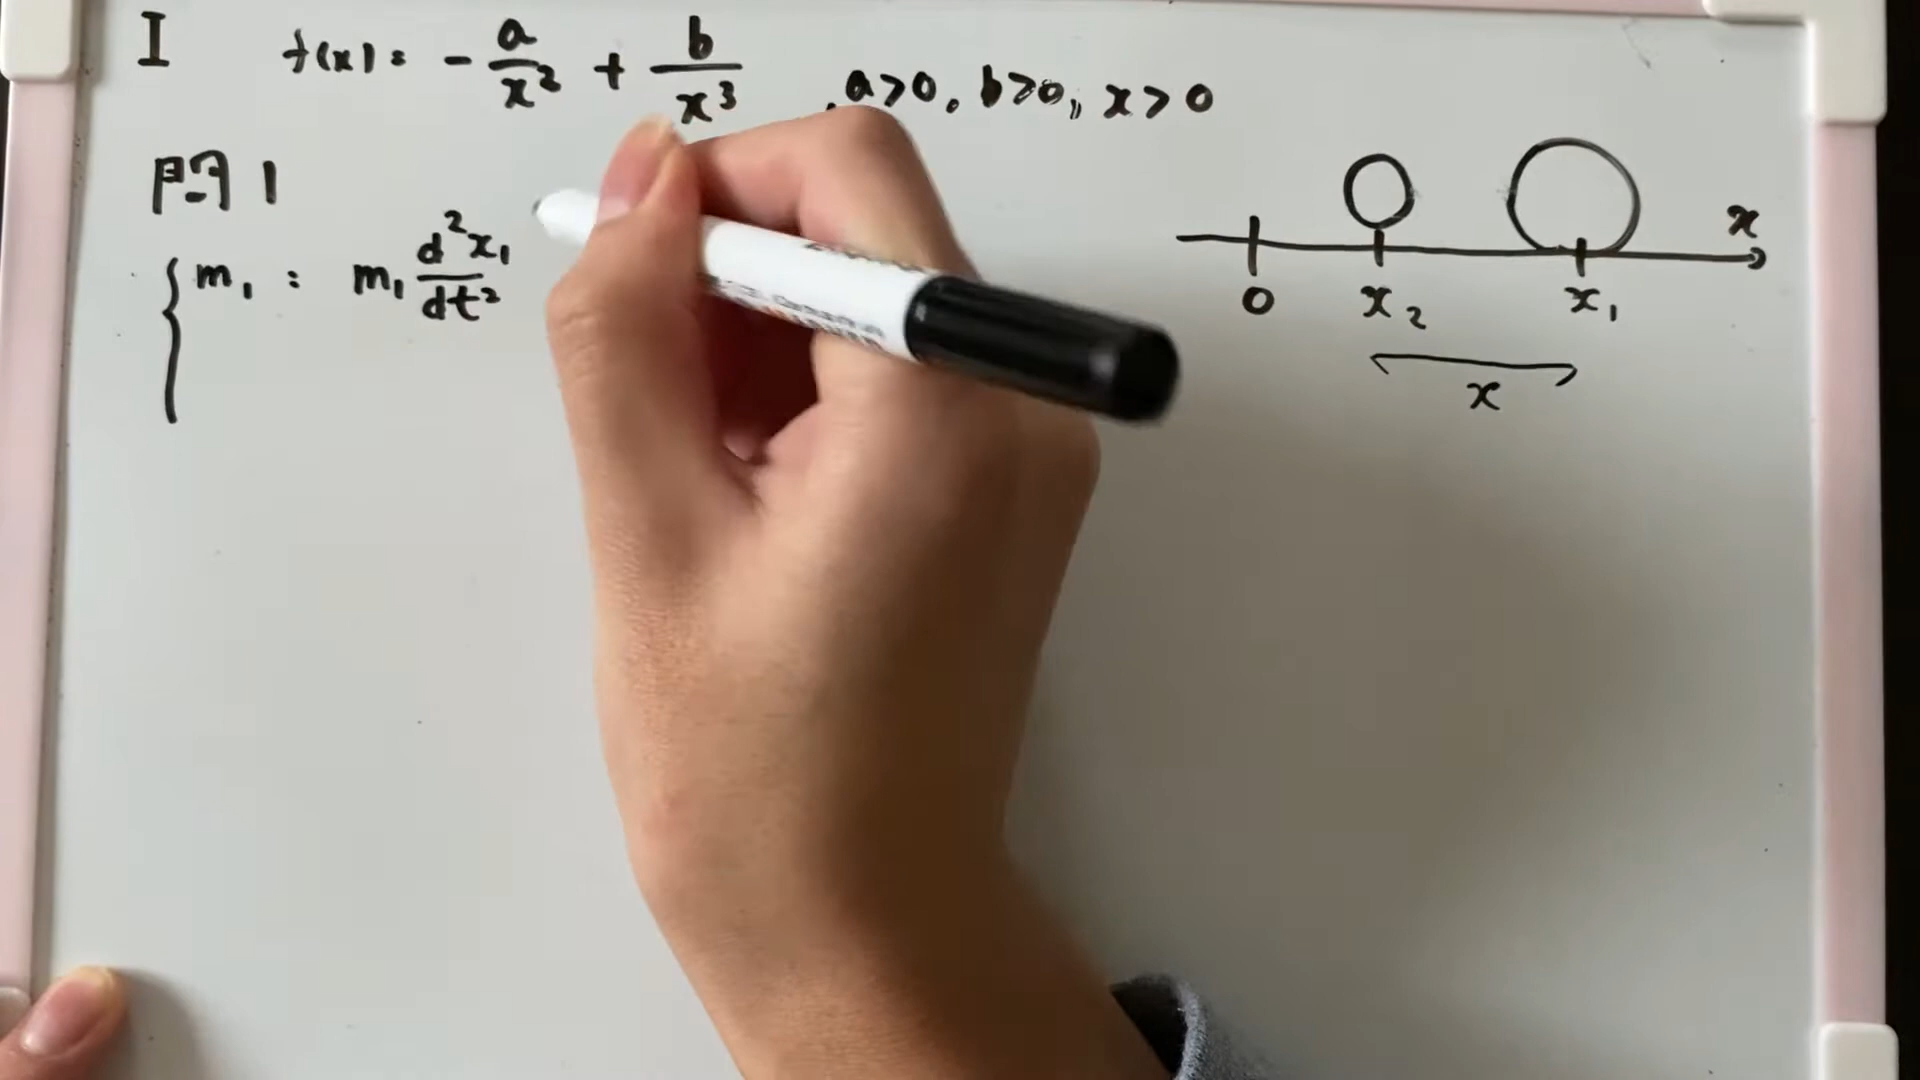 I f(x) = - a/x² + b/x³ , a>0, b>0, x>0
問1
m₁ : m₁ d²x₁/dt²
x
0 x₂ x₁
x